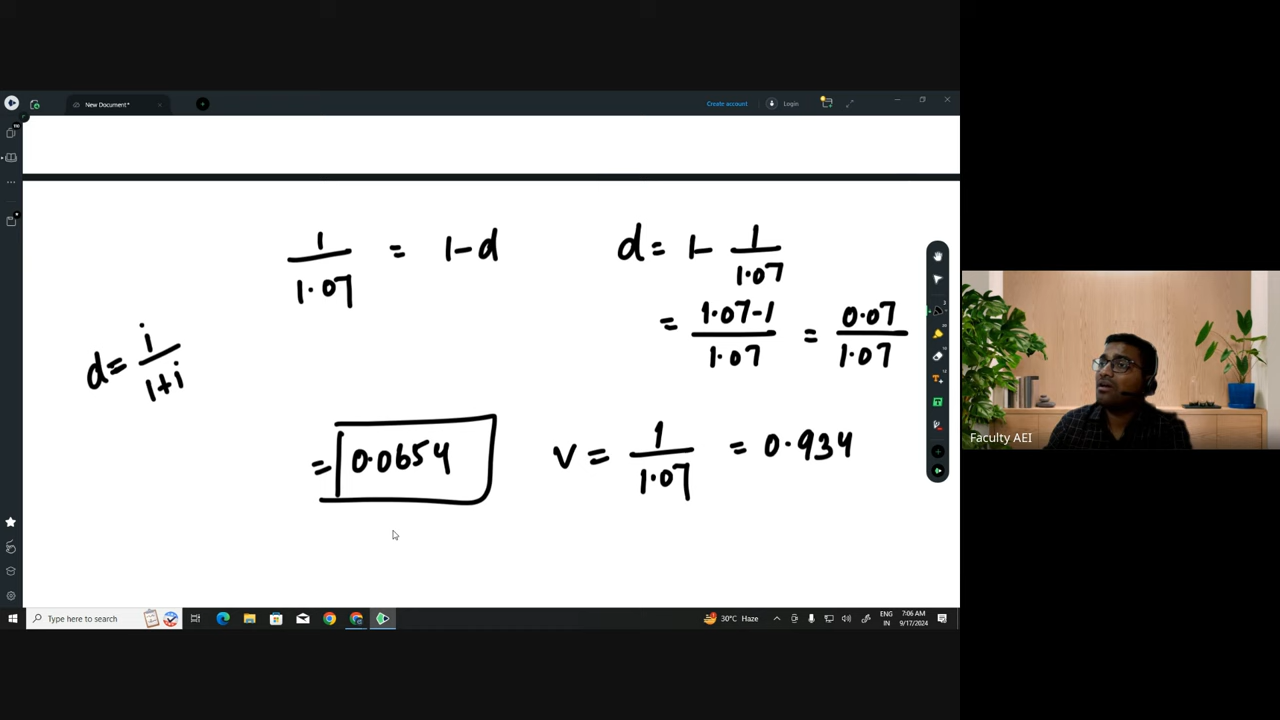 New Document*
Create account
Login
1/1.07 = 1-d
d = 1- 1/1.07
= 1.07-1/1.07 = 0.07/1.07
d = i/1+i
= 0.0654
v = 1/1.07 = 0.934
Faculty AEI
Type here to search
30°C Haze
ENG
IN
7:06 AM
9/17/2024